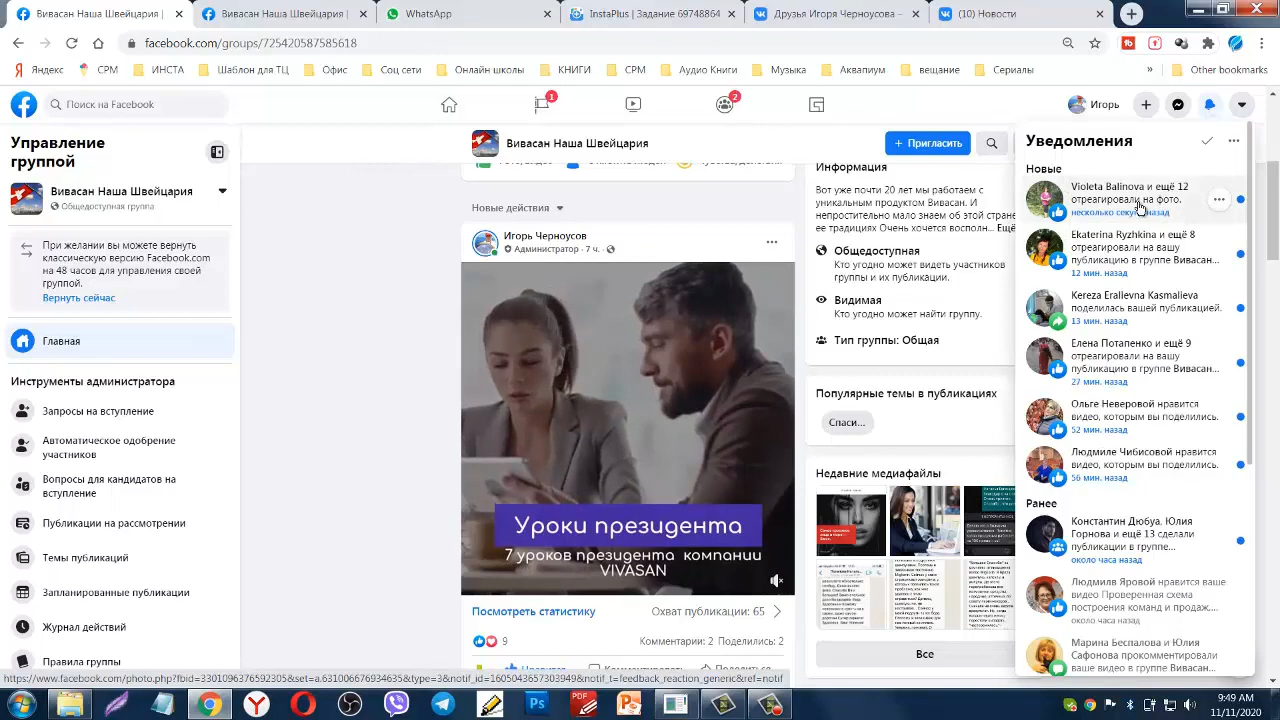 Вивасан Наша Швейцария
Вивасан Наша Швейцария
WhatsApp
InstaPlus | Задание 6974886
Друзья Игоря Черноусова –
(10) Новости
facebook.com/groups/725420587585618
Яндекс
СРМ
ИНСТА
Шаблон для ТЦ
Офис
Соц сети
Онлайн школы
КНИГИ
СРМ
Аудио Книги
Музыка
Аквапиум
вещание
Сериалы
»
Other bookmarks
Поиск на Facebook
1
2
Игорь
Управление
группой
Вивасан Наша Швейцария
Общедоступная группа
При желании вы можете вернуть
классическую версию Facebook.com
на 48 часов для управления своей
группой.
Вернуть сейчас
Главная
Инструменты администратора
Запросы на вступление
Автоматическое одобрение
участников
Вопросы для кандидатов на
вступление
Публикации на рассмотрении
Темы публикаций
Запланированные публикации
Журнал действий
Правила группы
Вивасан Наша Швейцария
+ Пригласить
Новые действия
Игорь Черноусов
Администратор · 7 ч. ·
Уроки президента
7 уроков президента компании
VIVASAN
Посмотреть статистику
Охват публикации: 65
9
Комментарии: 2 Поделились: 2
Нравится
Комментировать
Поделиться
Информация
Вот уже почти 20 лет мы работаем с
уникальным продуктом Вивасан. И
непростительно мало знаем об этой стране
ее традиции Очень хочется восполн... Ещё
Общедоступная
Кто угодно может видеть участников
группы и их публикации.
Видимая
Кто угодно может найти группу.
Тип группы: Общая
Популярные темы в публикациях
Спаси...
Недавние медиафайлы
Все
Уведомления
Новые
Violeta Balinova и ещё 12
отреагировали на фото.
несколько секунд назад
Ekaterina Ryzhkina и ещё 8
отреагировали на вашу
публикацию в группе Вивасан...
12 мин. назад
Kereza Eralievna Kasmalieva
поделилась вашей публикацией.
13 мин. назад
Елена Потапенко и ещё 9
отреагировали на вашу
публикацию в группе Вивасан...
27 мин. назад
Ольге Неверовой нравится
видео, которым вы поделились.
52 мин. назад
Людмиле Чибисовой нравится
видео, которым вы поделились.
56 мин. назад
Ранее
Константин Дюбуа, Юлия
Горнова и ещё 13 сделали
публикации в группе...
около часа назад
Людмилв Яровой нравится ваше
видео Проверенная схема
построения команд и продаж....
около часа назад
Марина Беспалова и Юлия
Сафонова прокомментировали
ваше видео в группе Вивасан...
9:49 AM
11/11/2020